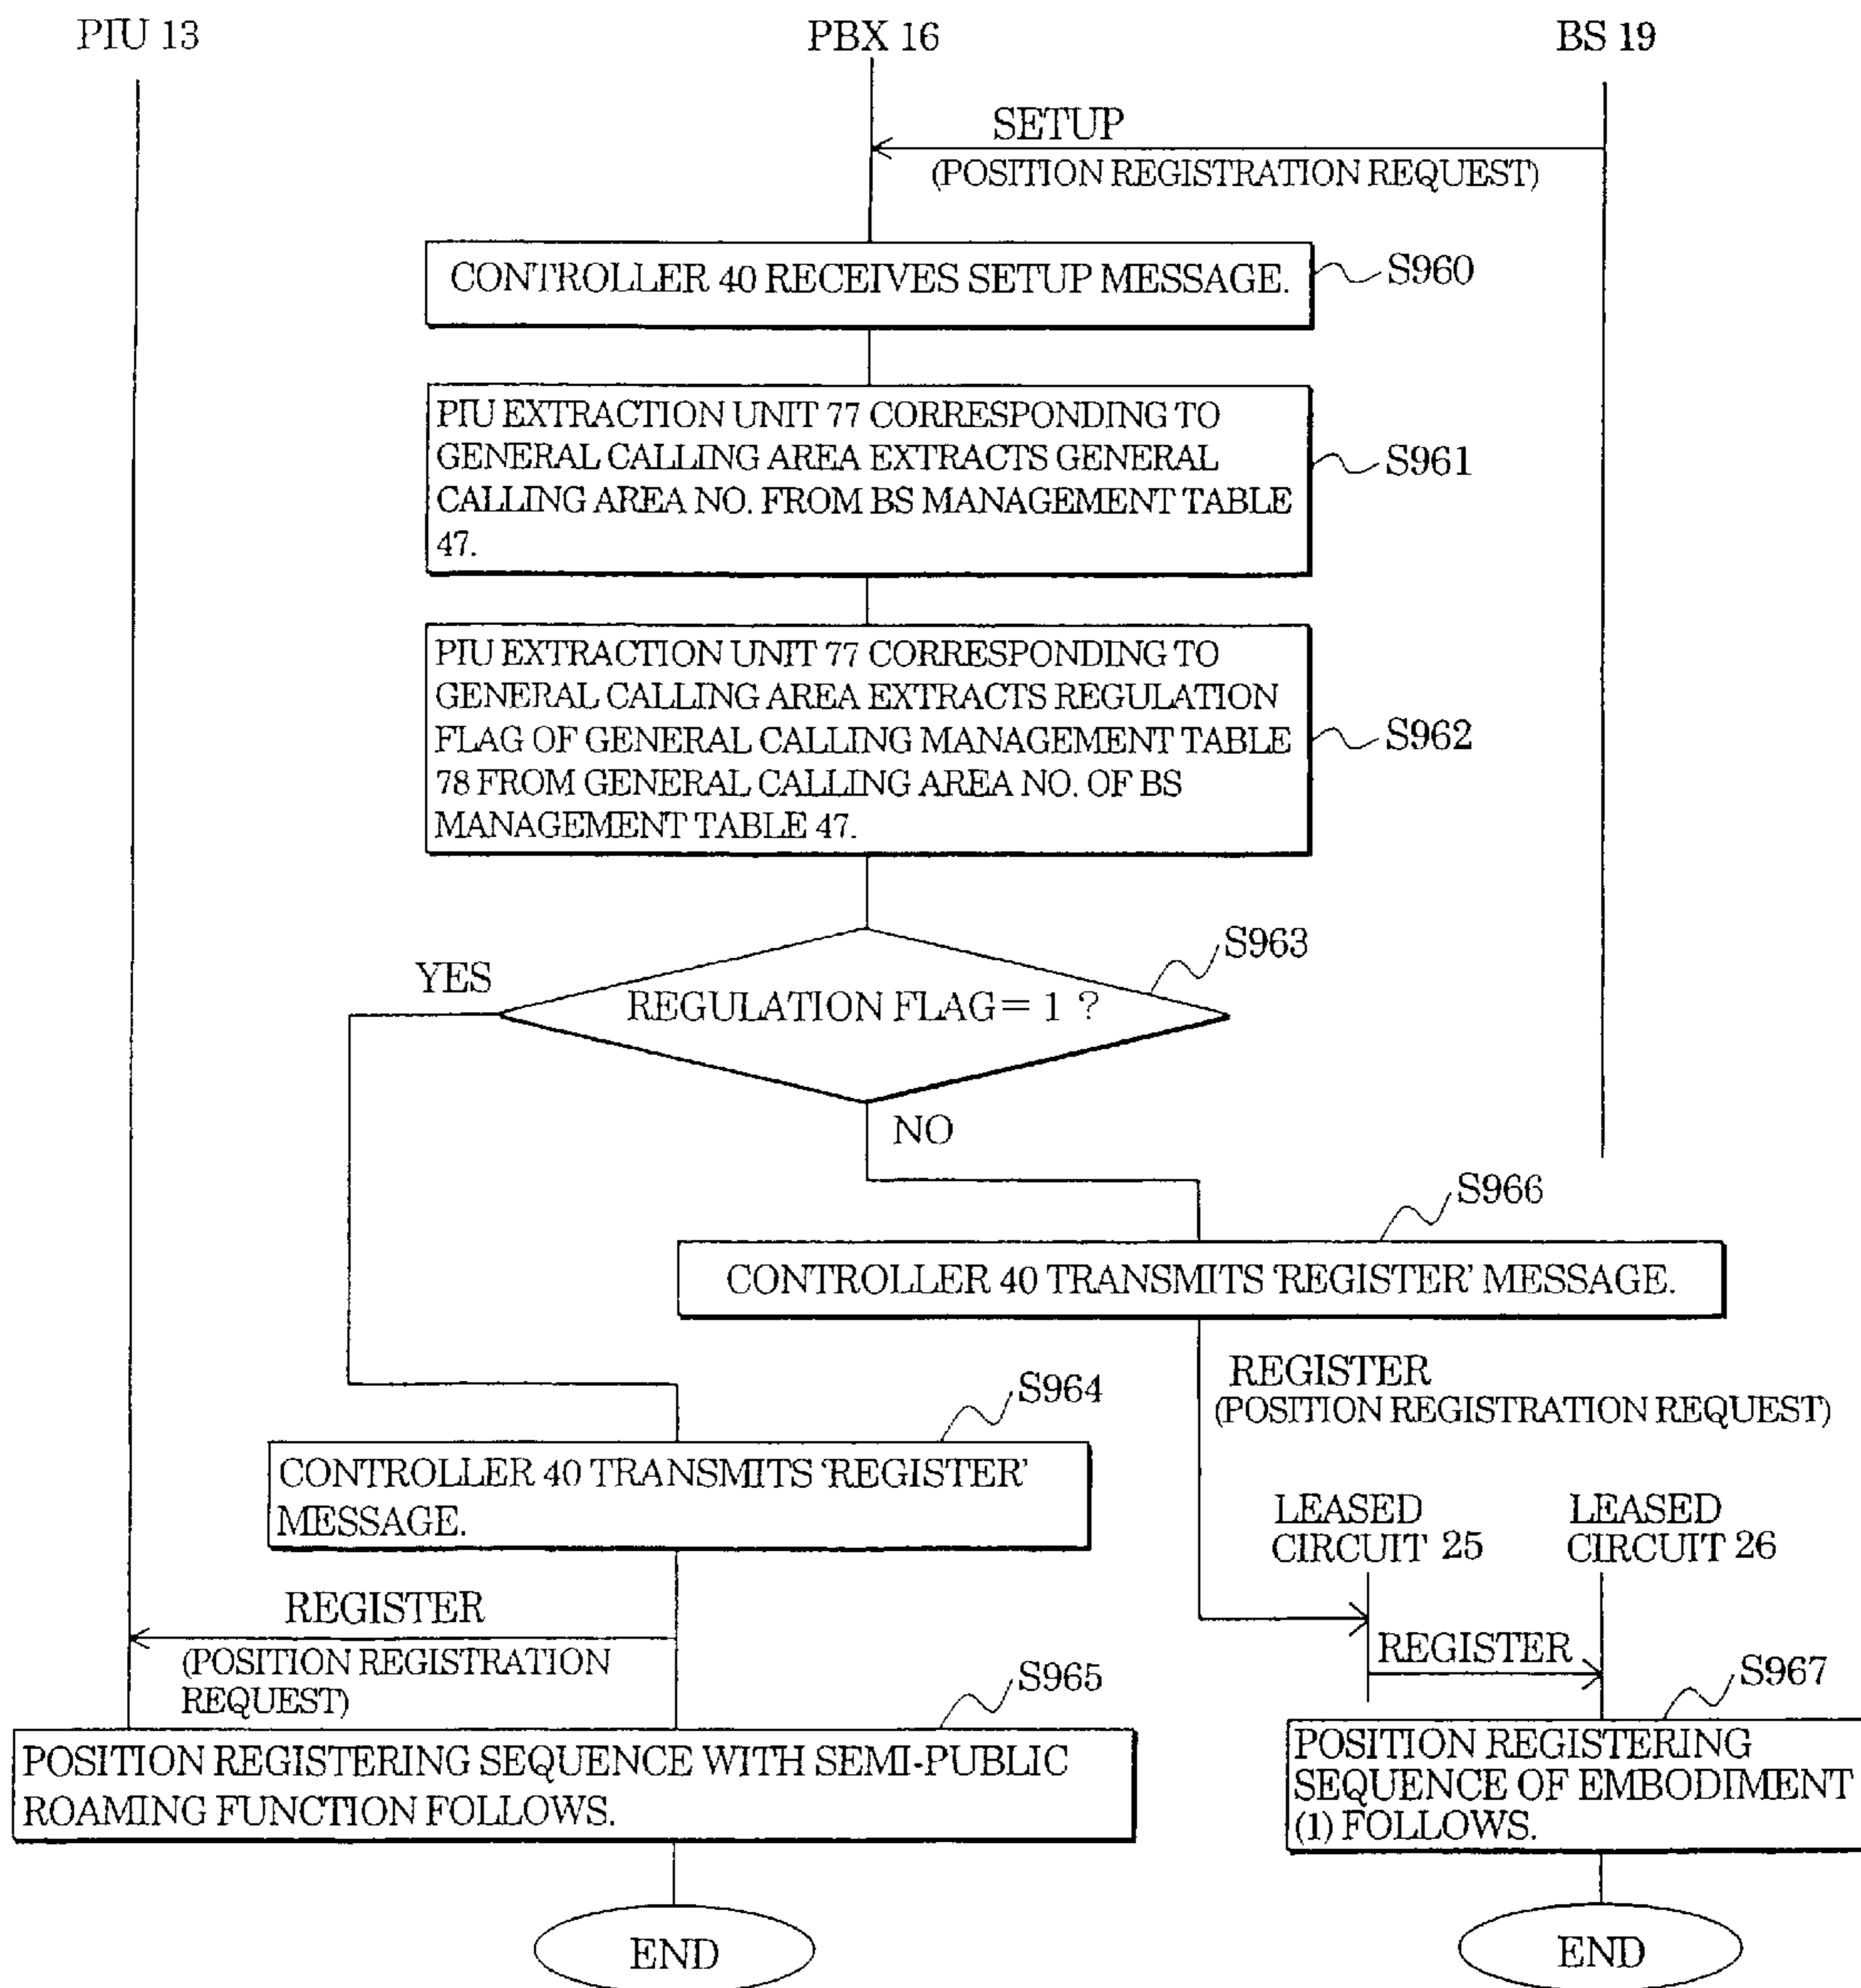 PIU 13
PBX 16
BS 19
SETUP
(POSITION REGISTRATION REQUEST)
CONTROLLER 40 RECEIVES SETUP MESSAGE.
S960
PIU EXTRACTION UNIT 77 CORRESPONDING TO
GENERAL CALLING AREA EXTRACTS GENERAL
CALLING AREA NO. FROM BS MANAGEMENT TABLE
47.
S961
PIU EXTRACTION UNIT 77 CORRESPONDING TO
GENERAL CALLING AREA EXTRACTS REGULATION
FLAG OF GENERAL CALLING MANAGEMENT TABLE
78 FROM GENERAL CALLING AREA NO. OF BS
MANAGEMENT TABLE 47.
S962
S963
YES
REGULATION FLAG = 1 ?
NO
S966
CONTROLLER 40 TRANSMITS 'REGISTER' MESSAGE.
REGISTER
(POSITION REGISTRATION REQUEST)
S964
CONTROLLER 40 TRANSMITS 'REGISTER'
MESSAGE.
LEASED
CIRCUIT 25
LEASED
CIRCUIT 26
REGISTER
(POSITION REGISTRATION
REQUEST)
REGISTER
S965
POSITION REGISTERING SEQUENCE WITH SEMI-PUBLIC
ROAMING FUNCTION FOLLOWS.
S967
POSITION REGISTERING
SEQUENCE OF EMBODIMENT
(1) FOLLOWS.
END
END